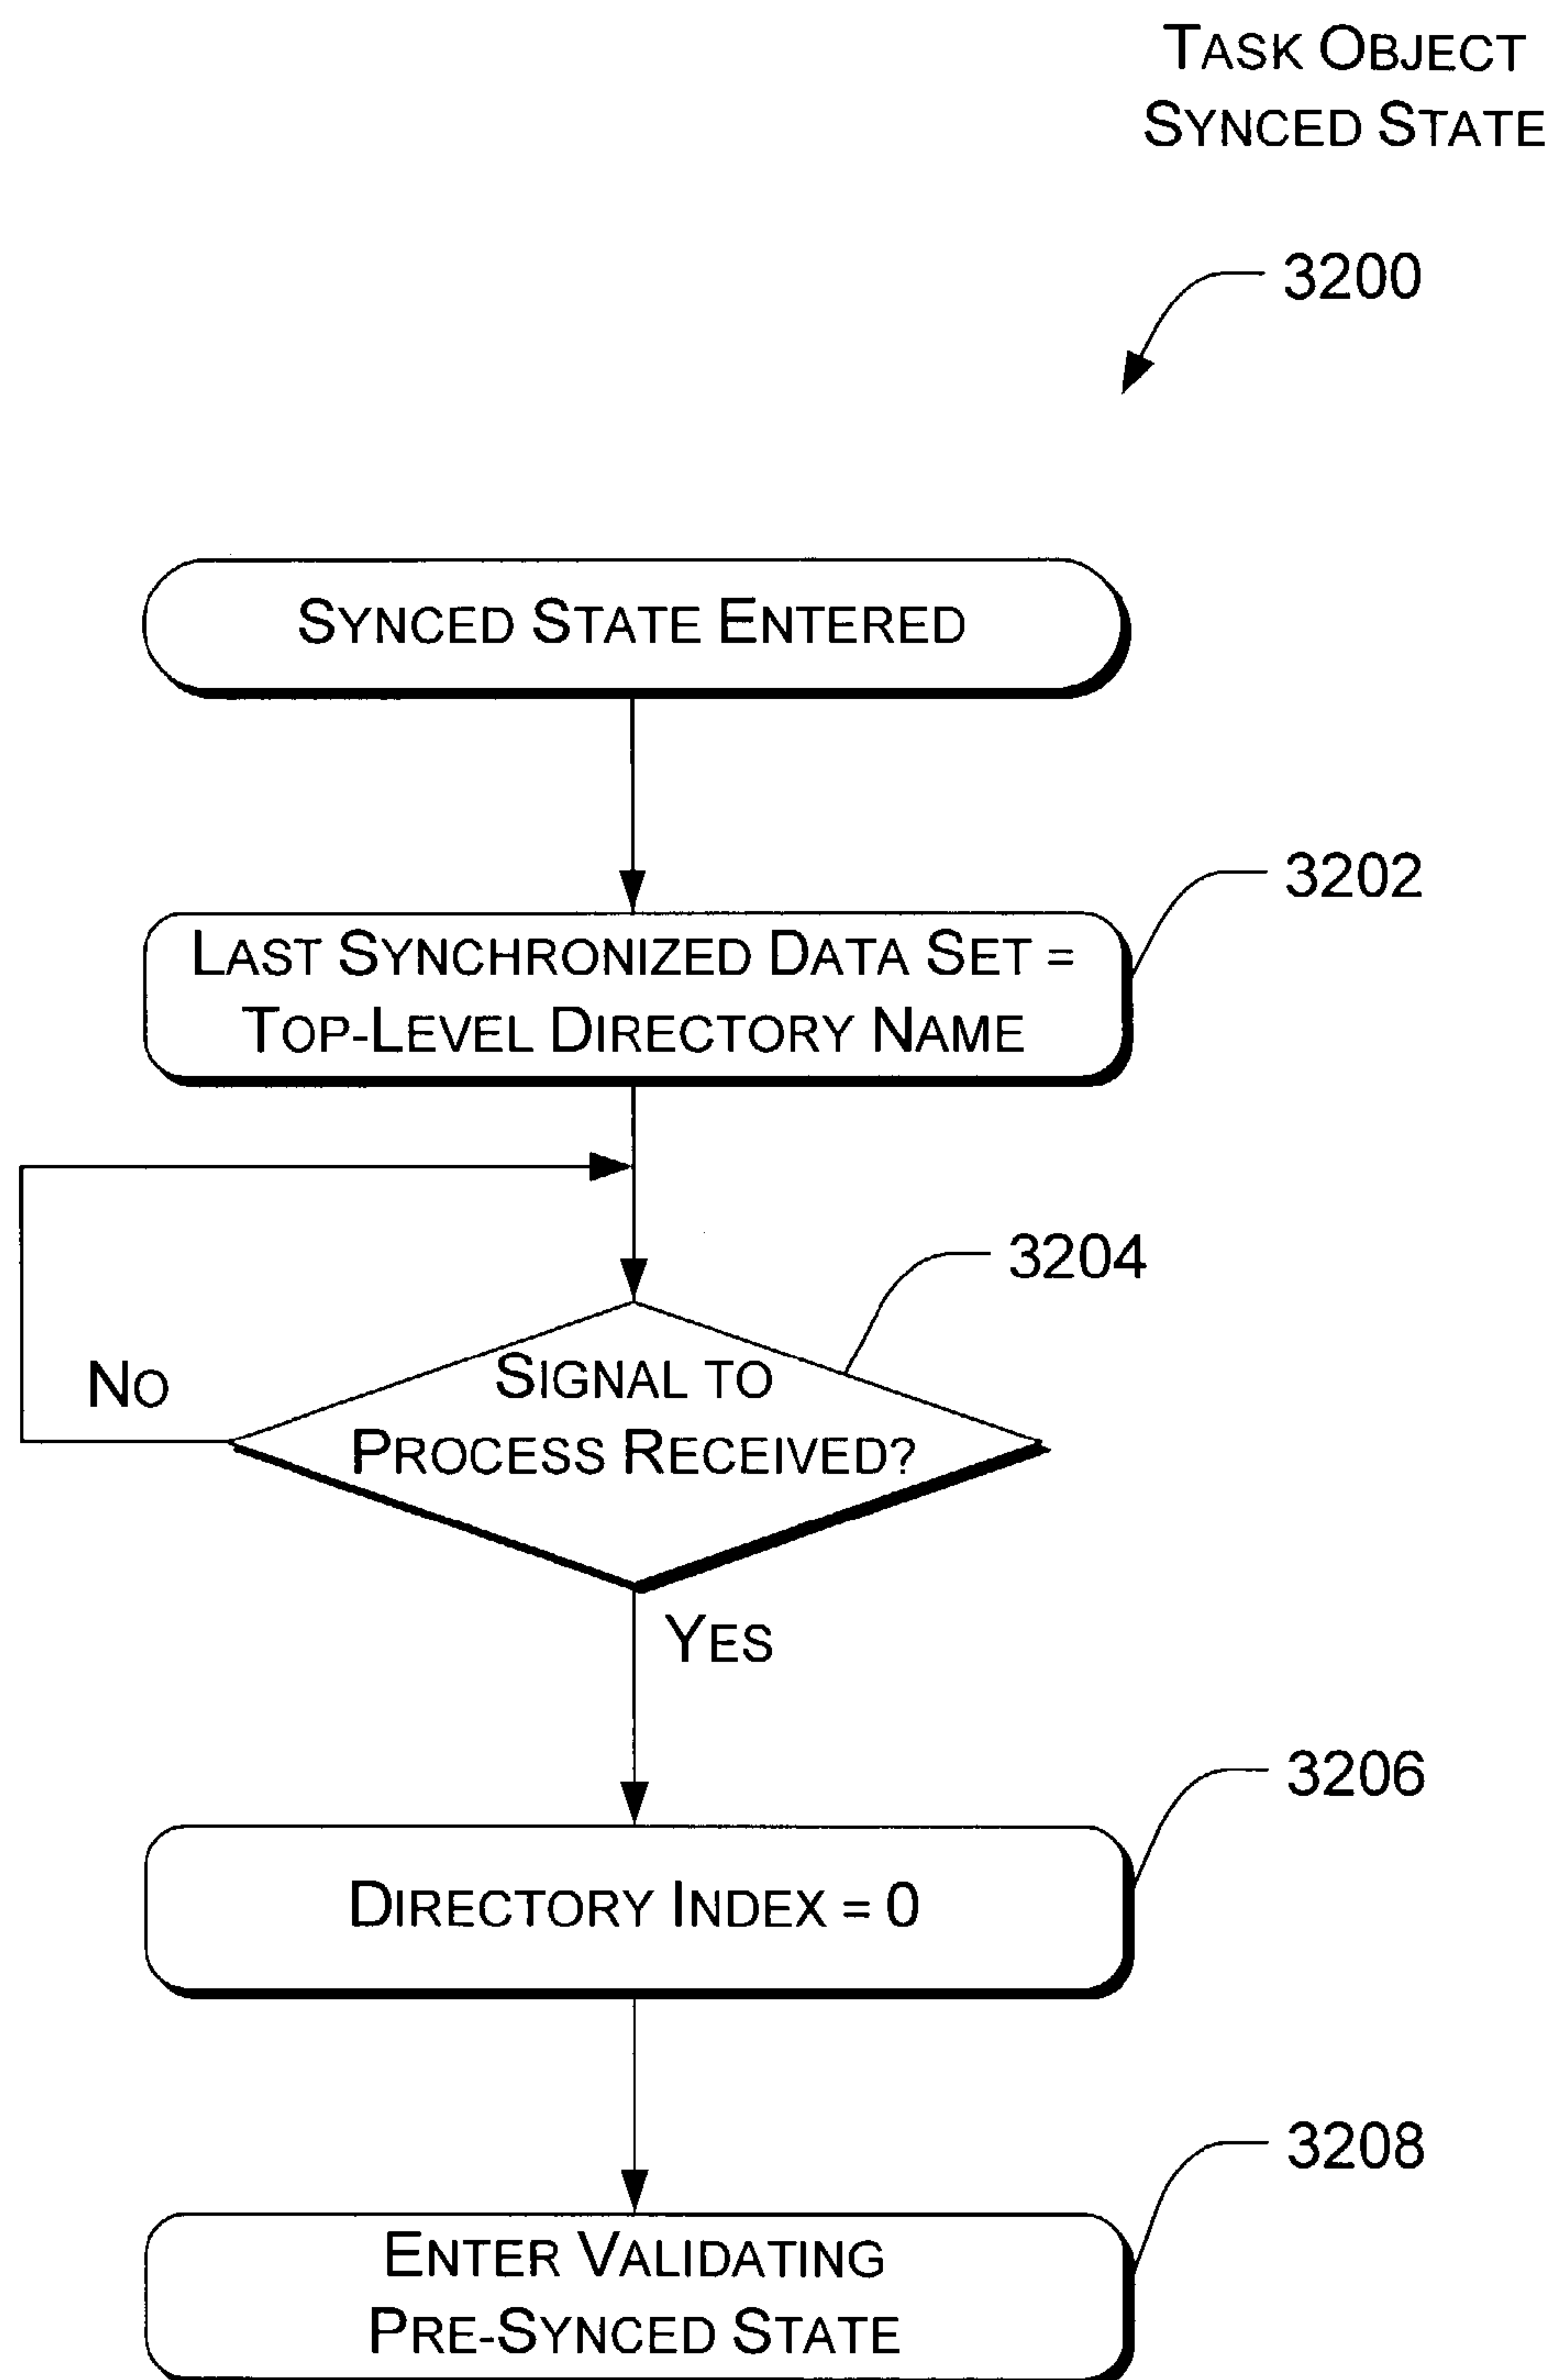 TASK OBJECT
SYNCED STATE
3200
SYNCED STATE ENTERED
3202
LAST SYNCHRONIZED DATA SET =
TOP-LEVEL DIRECTORY NAME
3204
NO
SIGNAL TO
PROCESS RECEIVED?
YES
3206
DIRECTORY INDEX = 0
3208
ENTER VALIDATING
PRE-SYNCED STATE